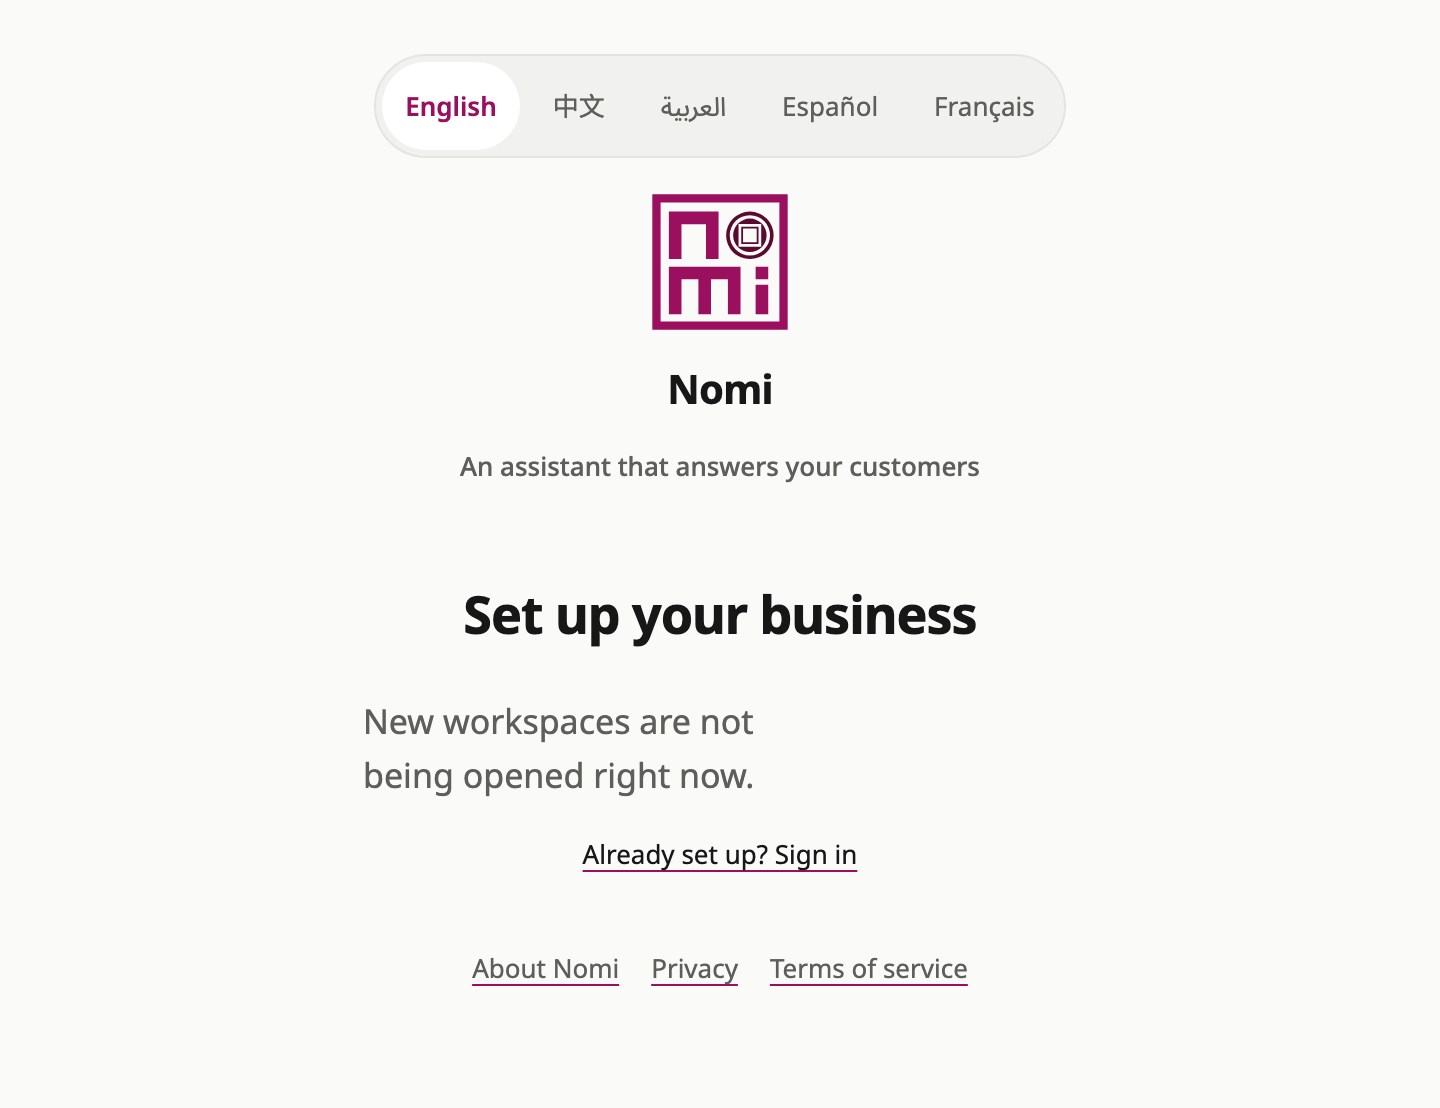 English
中文
العربية
Español
Français
nomi
Nomi
An assistant that answers your customers
Set up your business
New workspaces are not
being opened right now.
Already set up? Sign in
About Nomi
Privacy
Terms of service